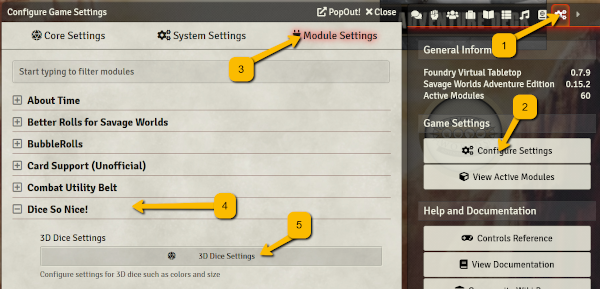 Configure Game Settings
PopOut! Close
Core Settings
System Settings
Module Settings
3
Start typing to filter modules
About Time
Better Rolls for Savage Worlds
BubbleRolls
Card Support (Unofficial)
Combat Utility Belt
Dice So Nice!
4
3D Dice Settings
5
3D Dice Settings
Configure settings for 3D dice such as colors and size
1
General Inform
Foundry Virtual Tabletop 0.7.9
Savage Worlds Adventure Edition 0.15.2
Active Modules 60
2
Game Settings
Configure Settings
View Active Modules
Help and Documentation
Controls Reference
View Documentation